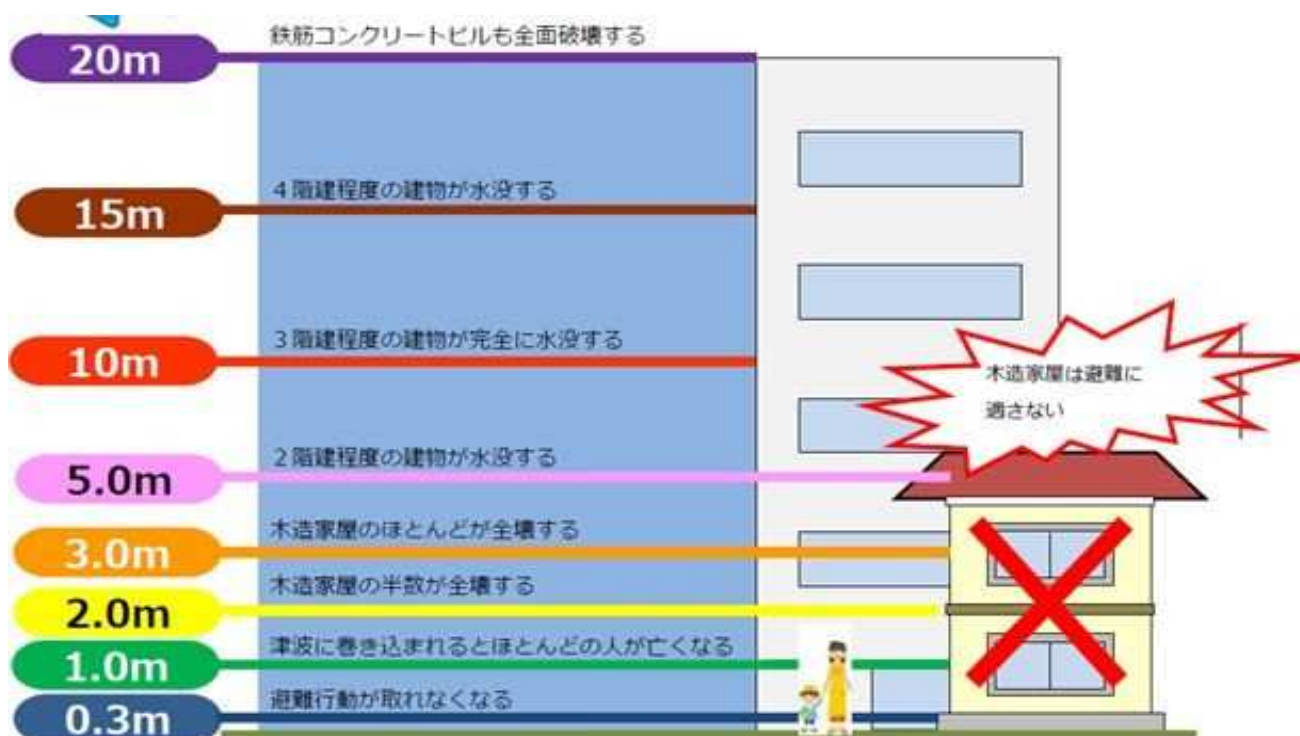 鉄筋コンクリートビルも全面破壊する
20m
４階建程度の建物が水没する
15m
３階建程度の建物が完全に水没する
10m
木造家屋は避難に
適さない
２階建程度の建物が水没する
5.0m
木造家屋のほとんどが全壊する
3.0m
木造家屋の半数が全壊する
2.0m
津波に巻き込まれるとほとんどの人が亡くなる
1.0m
避難行動が取れなくなる
0.3m